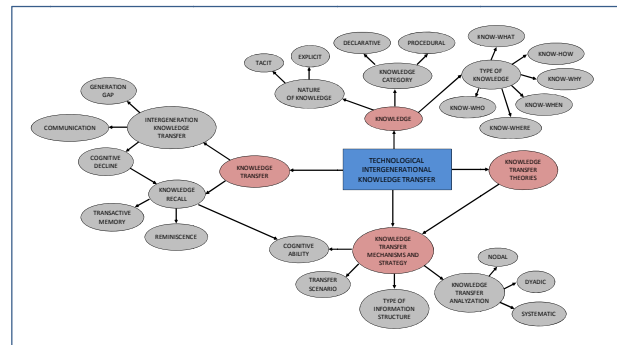 KNOW-WHAT
DECLARATIVE
PROCEDURAL
EXPLICIT
KNOW-HOW
TACIT
KNOWLEDGE
CATEGORY
TYPE OF
KNOWLEDGE
KNOW-WHY
GENERATION
GAP
NATURE
OF KNOWLEDGE
KNOW-WHEN
KNOW-WHO
KNOWLEDGE
KNOW-WHERE
COMMUNICATION
INTERGENERATION
KNOWLEDGE
TRANSFER
COGNITIVE
DECLINE
KNOWLEDGE
TRANSFER
TECHNOLOGICAL
INTERGENERATIONAL
KNOWLEDGE TRANSFER
KNOWLEDGE
TRANSFER
THEORIES
KNOWLEDGE
RECALL
TRANSACTIVE
MEMORY
REMINISCENCE
COGNITIVE
ABILITY
KNOWLEDGE
TRANSFER
MECHANISMS AND
STRATEGY
NODAL
TRANSFER
SCENARIO
KNOWLEDGE
TRANSFER
ANALYZATION
DYADIC
TYPE OF
INFORMATION
STRUCTURE
SYSTEMATIC